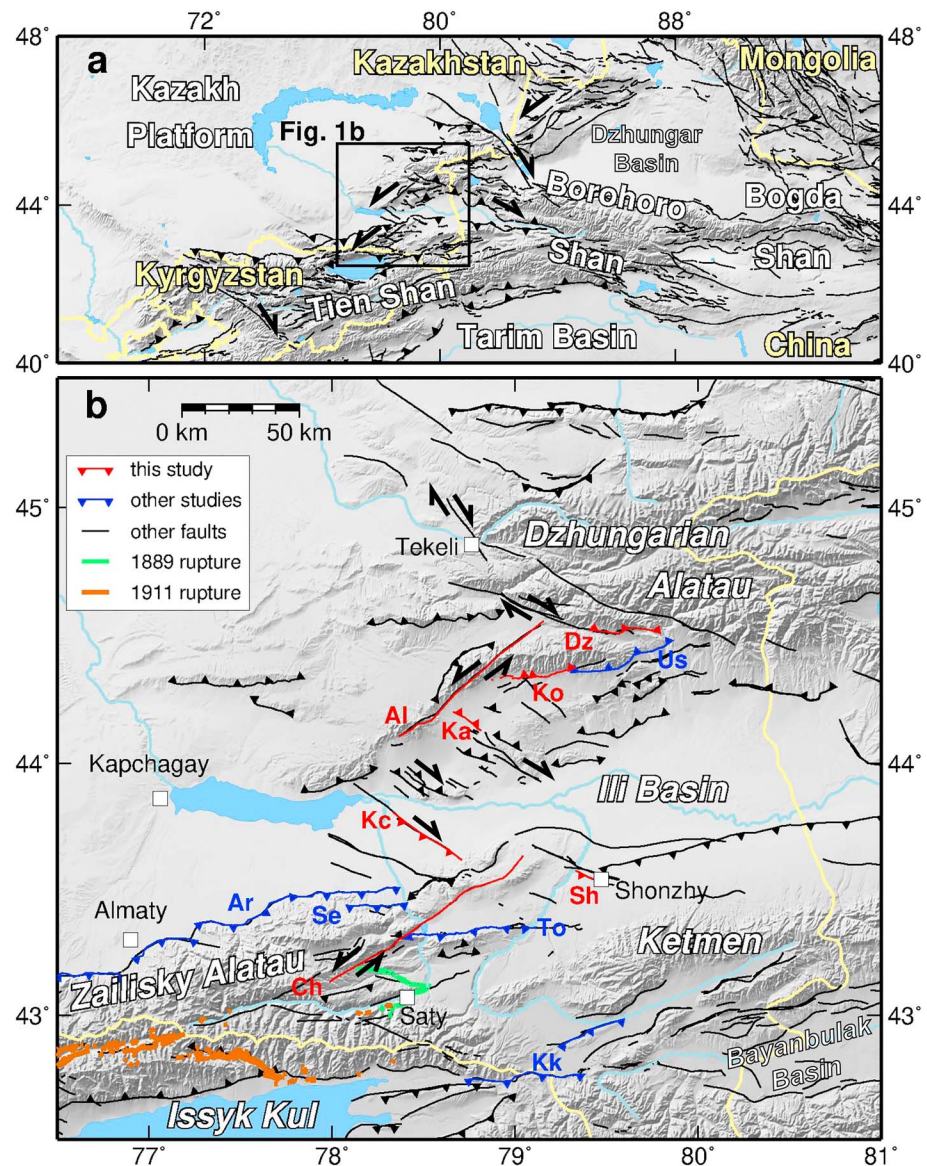 72˚ 80˚ 88˚
48˚ 48˚
a
Kazakhstan
Mongolia
Kazakh
Platform
Fig. 1b
Dzhungar
Basin
Borohoro
Bogda
44˚ 44˚
Shan
Shan
Kyrgyzstan
Tien Shan
Tarim Basin
China
40˚ 40˚
b
0 km 50 km
this study
other studies
other faults
1889 rupture
1911 rupture
45˚ 45˚
Tekeli
Dzhungarian
Alatau
Dz
Us
Ko
Al
Ka
44˚ 44˚
Kapchagay
Ili Basin
Kc
Sh
Shonzhy
Ar
Se
Almaty
To
Ketmen
Zailisky Alatau
Ch
Saty
43˚ 43˚
Kk
Bayanbulak
Basin
Issyk Kul
77˚ 78˚ 79˚ 80˚ 81˚